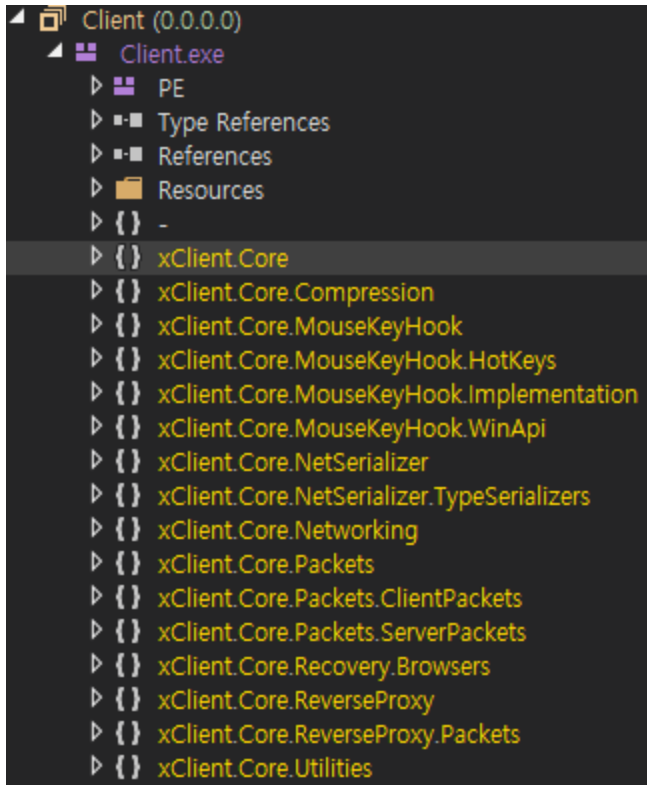 Client (0.0.0.0)
Client.exe
PE
Type References
References
Resources
{ } -
{ } xClient.Core
{ } xClient.Core.Compression
{ } xClient.Core.MouseKeyHook
{ } xClient.Core.MouseKeyHook.HotKeys
{ } xClient.Core.MouseKeyHook.Implementation
{ } xClient.Core.MouseKeyHook.WinApi
{ } xClient.Core.NetSerializer
{ } xClient.Core.NetSerializer.TypeSerializers
{ } xClient.Core.Networking
{ } xClient.Core.Packets
{ } xClient.Core.Packets.ClientPackets
{ } xClient.Core.Packets.ServerPackets
{ } xClient.Core.Recovery.Browsers
{ } xClient.Core.ReverseProxy
{ } xClient.Core.ReverseProxy.Packets
{ } xClient.Core.Utilities